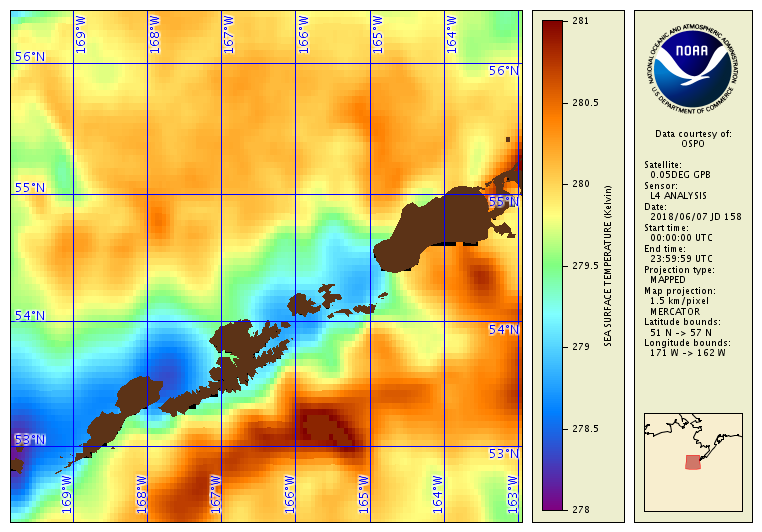 169°W 168°W 167°W 166°W 165°W 164°W
56°N 56°N
55°N 55°N
54°N 54°N
53°N 53°N
169°W 168°W 167°W 166°W 165°W 164°W 163°W
281
280.5
280
279.5
279
278.5
278
SEA SURFACE TEMPERATURE (Kelvin)
NATIONAL OCEANIC AND ATMOSPHERIC ADMINISTRATION
NOAA
U.S. DEPARTMENT OF COMMERCE
Data courtesy of:
OSPO
Satellite:
0.05DEG GPB
Sensor:
L4 ANALYSIS
Date:
2018/06/07 JD 158
Start time:
00:00:00 UTC
End time:
23:59:59 UTC
Projection type:
MAPPED
Map projection:
1.5 km/pixel
MERCATOR
Latitude bounds:
51 N -> 57 N
Longitude bounds:
171 W -> 162 W